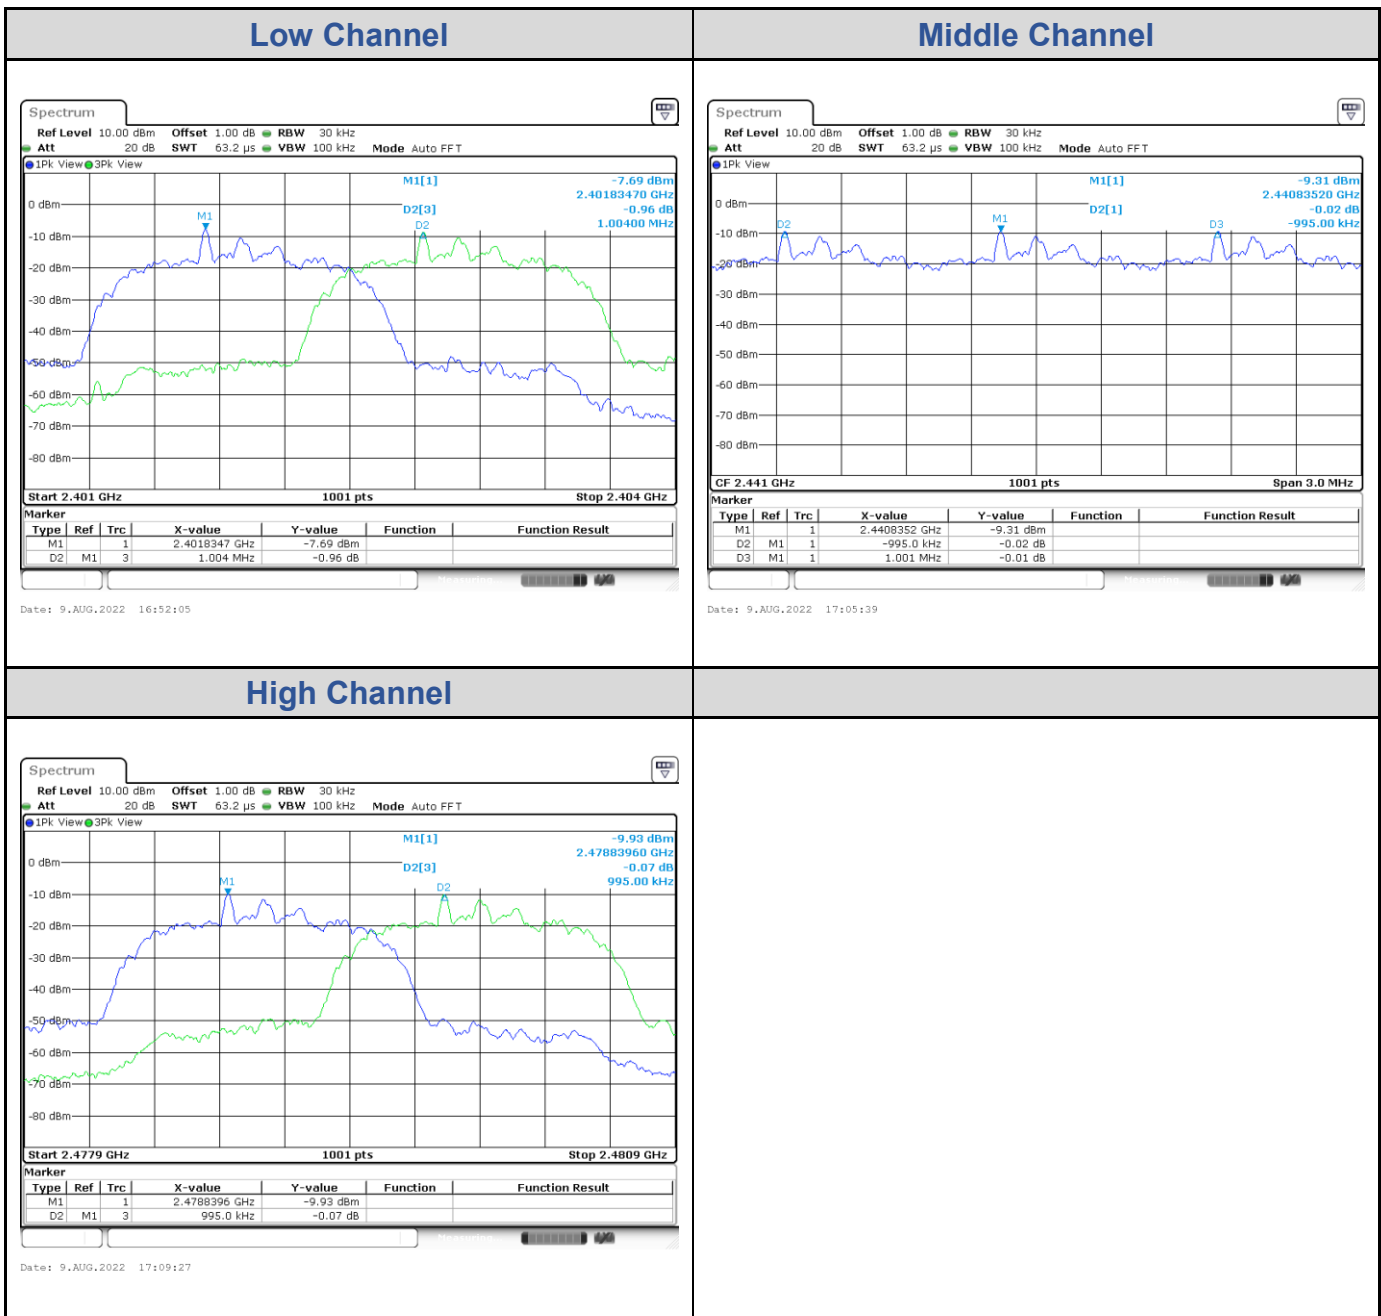 Low Channel
Middle Channel
Spectrum
Ref Level 10.00 dBm Offset 1.00 dB RBW 30 kHz
Att 20 dB SWT 63.2 µs VBW 100 kHz Mode Auto FFT
1Pk View 3Pk View
M1[1] -7.69 dBm
2.40183470 GHz
D2[3] -0.96 dB
1.00400 MHz
M1
D2
0 dBm
-10 dBm
-20 dBm
-30 dBm
-40 dBm
-50 dBm
-60 dBm
-70 dBm
-80 dBm
Start 2.401 GHz 1001 pts Stop 2.404 GHz
Marker
Type Ref Trc X-value Y-value Function Function Result
M1 1 2.4018347 GHz -7.69 dBm
D2 M1 3 1.004 MHz -0.96 dB
Date: 9.AUG.2022 16:52:05
Spectrum
Ref Level 10.00 dBm Offset 1.00 dB RBW 30 kHz
Att 20 dB SWT 63.2 µs VBW 100 kHz Mode Auto FFT
1Pk View
M1[1] -9.31 dBm
2.44083520 GHz
D2[1] -0.02 dB
-995.00 kHz
D2
M1
D3
0 dBm
-10 dBm
-20 dBm
-30 dBm
-40 dBm
-50 dBm
-60 dBm
-70 dBm
-80 dBm
CF 2.441 GHz 1001 pts Span 3.0 MHz
Marker
Type Ref Trc X-value Y-value Function Function Result
M1 1 2.4408352 GHz -9.31 dBm
D2 M1 1 -995.0 kHz -0.02 dB
D3 M1 1 1.001 MHz -0.01 dB
Measuring...
Date: 9.AUG.2022 17:05:39
High Channel
Spectrum
Ref Level 10.00 dBm Offset 1.00 dB RBW 30 kHz
Att 20 dB SWT 63.2 µs VBW 100 kHz Mode Auto FFT
1Pk View 3Pk View
M1[1] -9.93 dBm
2.47883960 GHz
D2[3] -0.07 dB
995.00 kHz
M1
D2
0 dBm
-10 dBm
-20 dBm
-30 dBm
-40 dBm
-50 dBm
-60 dBm
-70 dBm
-80 dBm
Start 2.4779 GHz 1001 pts Stop 2.4809 GHz
Marker
Type Ref Trc X-value Y-value Function Function Result
M1 1 2.4788396 GHz -9.93 dBm
D2 M1 3 995.0 kHz -0.07 dB
Date: 9.AUG.2022 17:09:27